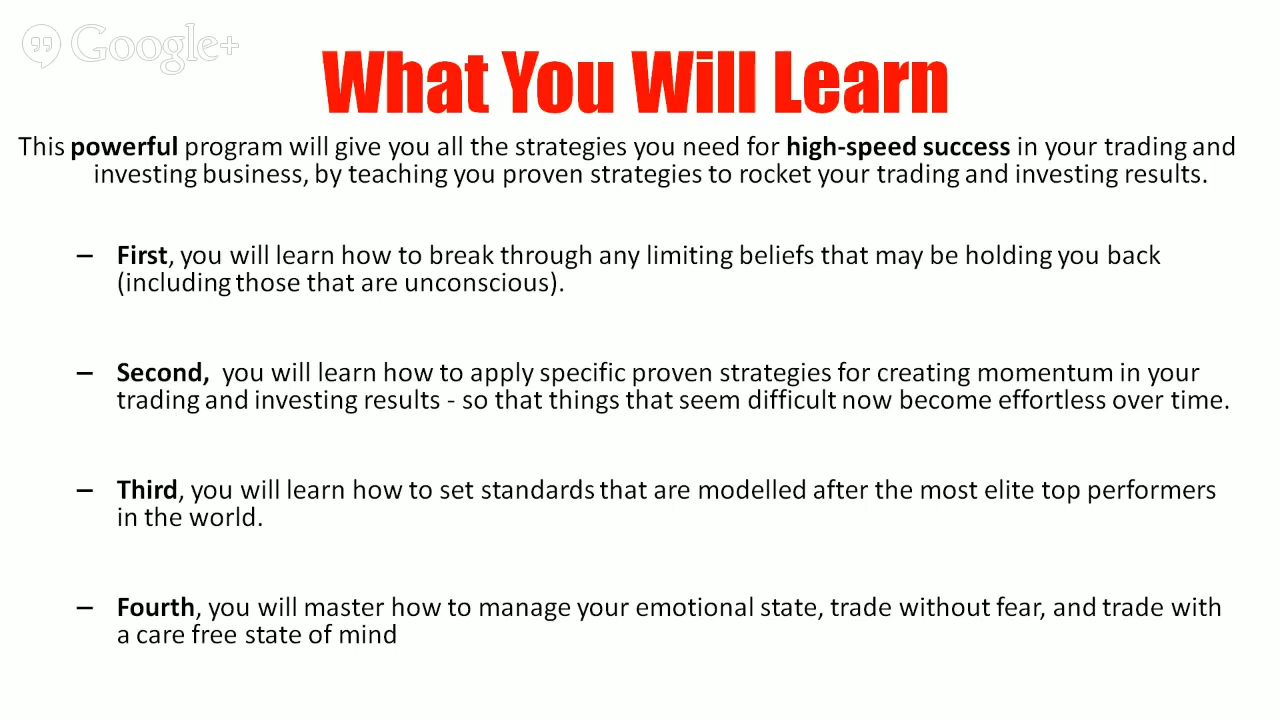 Google+
What You Will Learn
This powerful program will give you all the strategies you need for high-speed success in your trading and
investing business, by teaching you proven strategies to rocket your trading and investing results.
– First, you will learn how to break through any limiting beliefs that may be holding you back
(including those that are unconscious).
– Second, you will learn how to apply specific proven strategies for creating momentum in your
trading and investing results - so that things that seem difficult now become effortless over time.
– Third, you will learn how to set standards that are modelled after the most elite top performers
in the world.
– Fourth, you will master how to manage your emotional state, trade without fear, and trade with
a care free state of mind